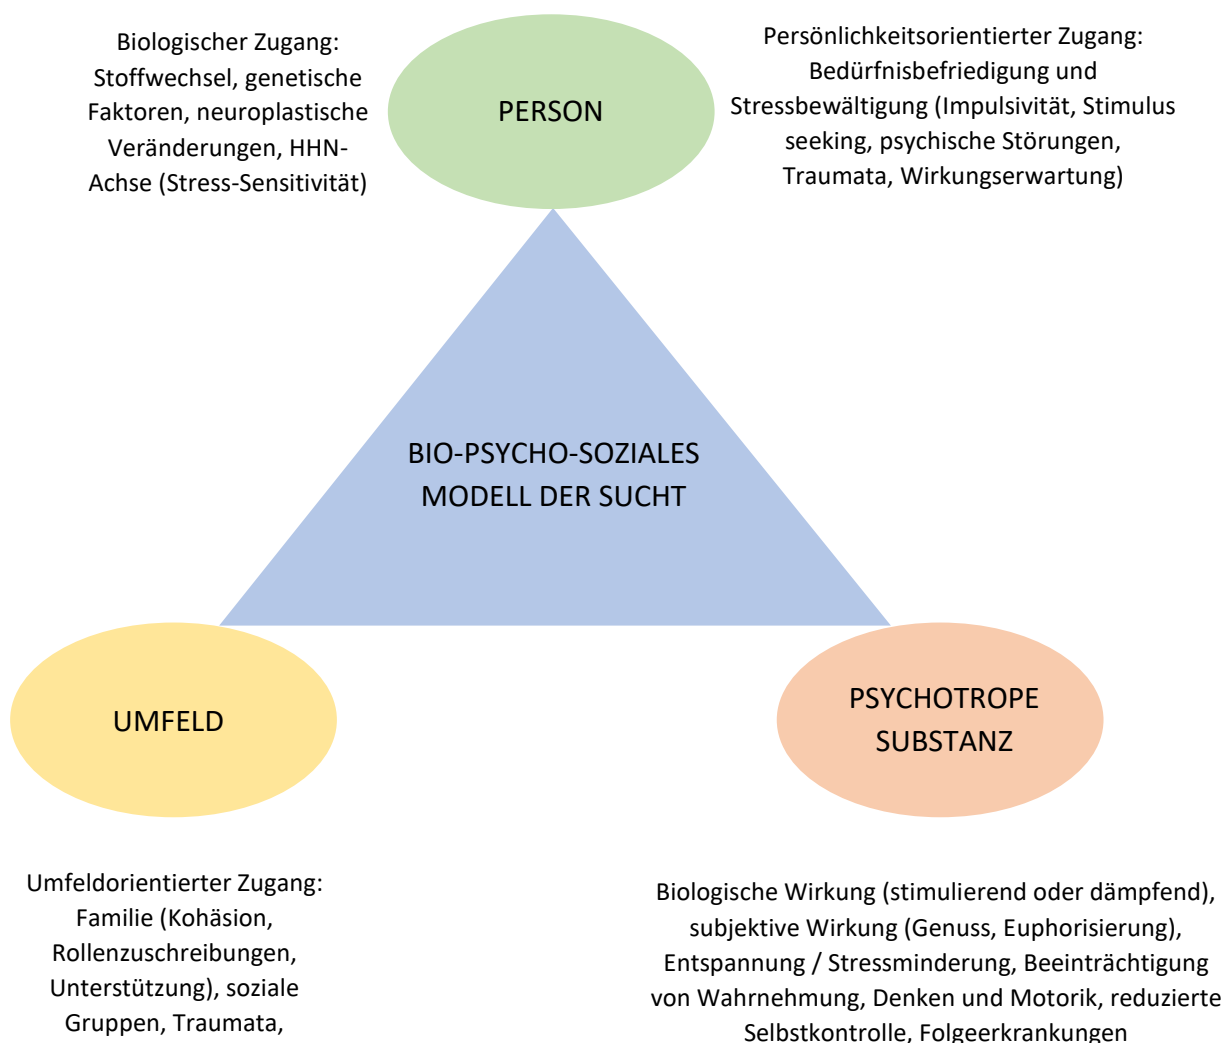 Biologischer Zugang:
Stoffwechsel, genetische
Faktoren, neuroplastische
Veränderungen, HHN-
Achse (Stress-Sensitivität)
PERSON
Persönlichkeitsorientierter Zugang:
Bedürfnisbefriedigung und
Stressbewältigung (Impulsivität, Stimulus
seeking, psychische Störungen,
Traumata, Wirkungserwartung)
BIO-PSYCHO-SOZIALES
MODELL DER SUCHT
UMFELD
PSYCHOTROPE
SUBSTANZ
Umfeldorientierter Zugang:
Familie (Kohäsion,
Rollenzuschreibungen,
Unterstützung), soziale
Gruppen, Traumata,
Biologische Wirkung (stimulierend oder dämpfend),
subjektive Wirkung (Genuss, Euphorisierung),
Entspannung / Stressminderung, Beeinträchtigung
von Wahrnehmung, Denken und Motorik, reduzierte
Selbstkontrolle, Folgeerkrankungen